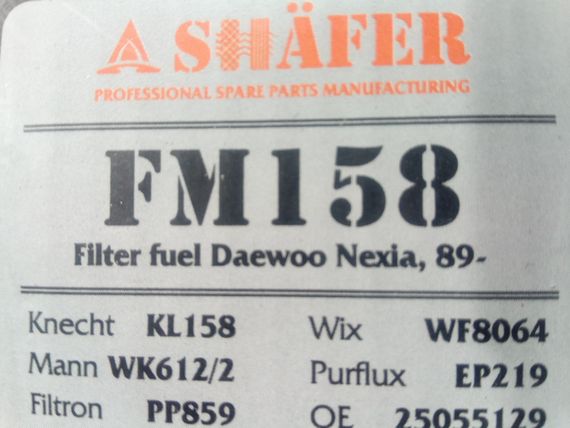 SHÄFER
PROFESSIONAL SPARE PARTS MANUFACTURING
FM158
Filter fuel Daewoo Nexia, 89-
Knecht KL158 Wix WF8064
Mann WK612/2 Purflux EP219
Filtron PP859 OE 25055129